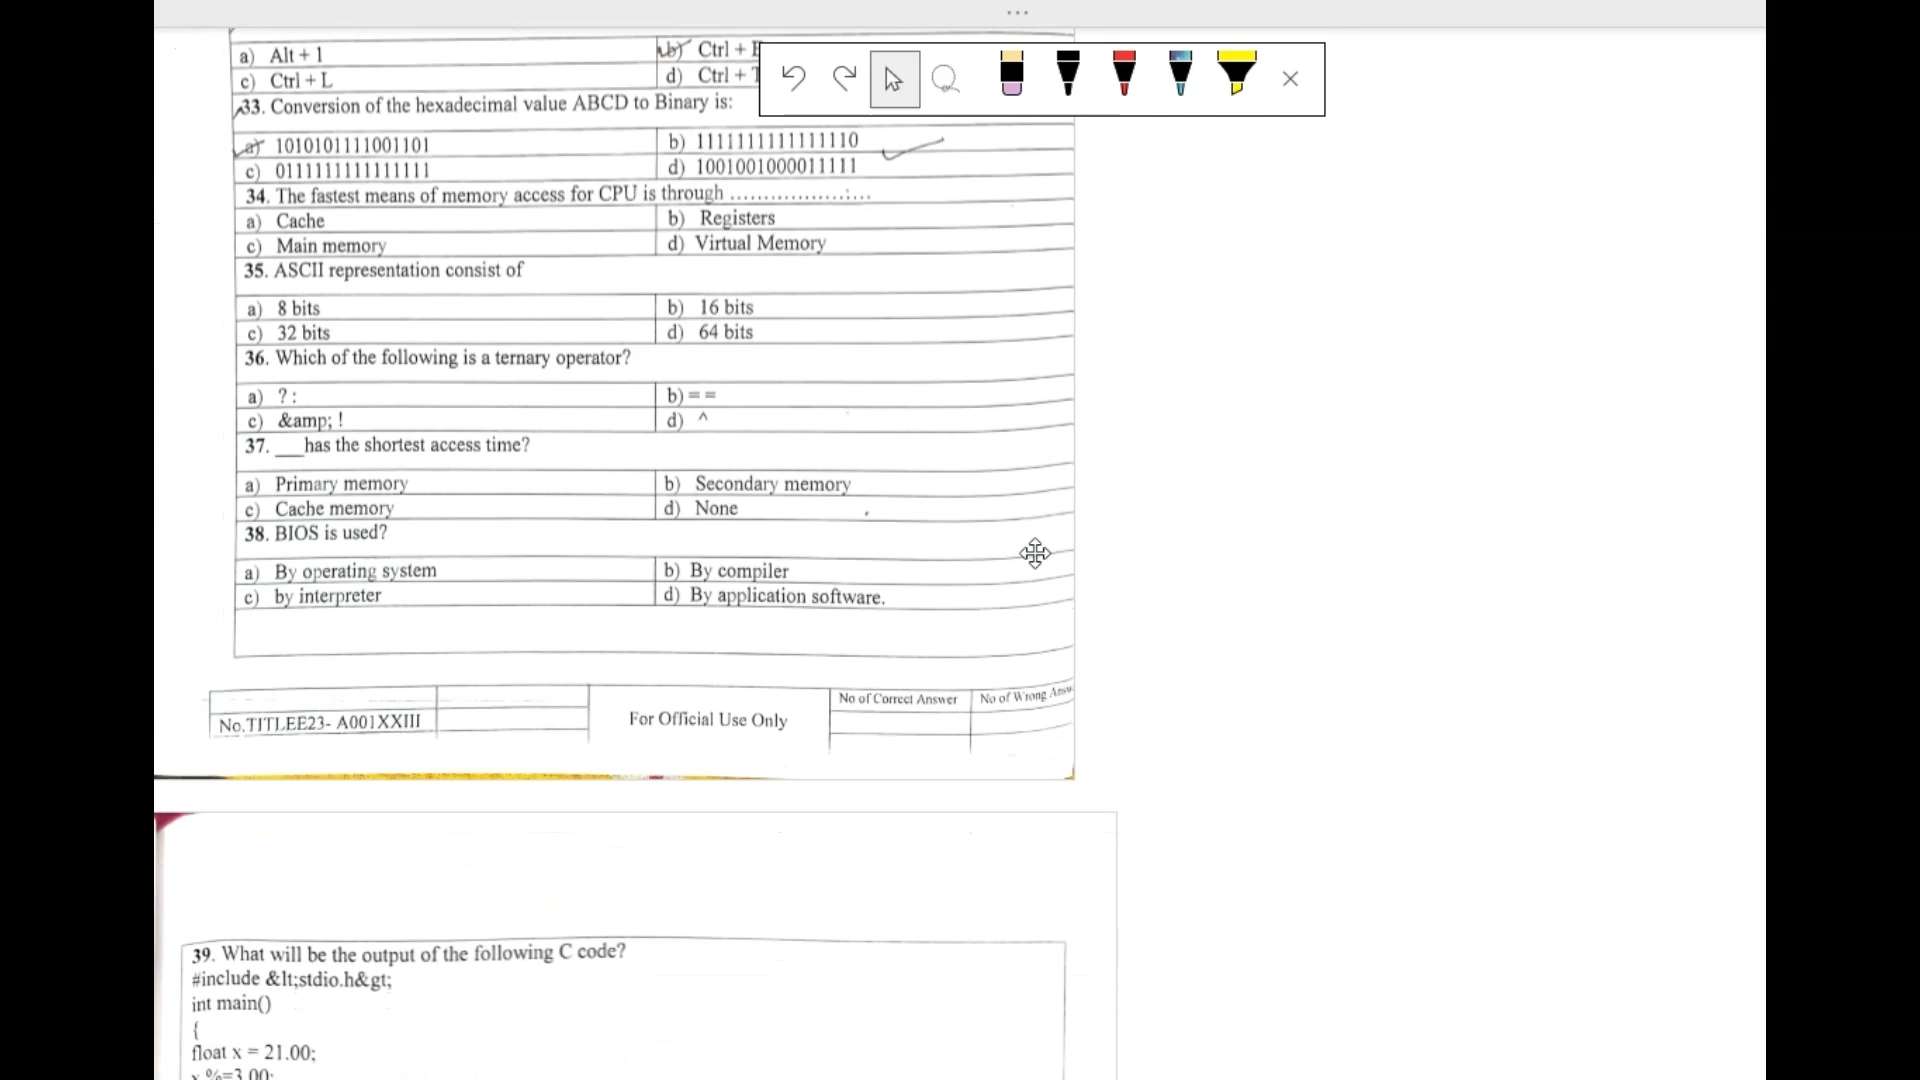 a) Alt + 1
b) Ctrl + E
c) Ctrl + L
d) Ctrl + T
33. Conversion of the hexadecimal value ABCD to Binary is:
a) 1010101111001101
b) 1111111111111110
c) 0111111111111111
d) 1001001000011111
34. The fastest means of memory access for CPU is through ......................
a) Cache
b) Registers
c) Main memory
d) Virtual Memory
35. ASCII representation consist of
a) 8 bits
b) 16 bits
c) 32 bits
d) 64 bits
36. Which of the following is a ternary operator?
a) ? :
b) = =
c) &amp; !
d) ^
37. ___has the shortest access time?
a) Primary memory
b) Secondary memory
c) Cache memory
d) None
38. BIOS is used?
a) By operating system
b) By compiler
c) by interpreter
d) By application software.
No.TITLEE23- A001XXIII
For Official Use Only
No of Correct Answer
No of Wrong Answ
39. What will be the output of the following C code?
#include &lt;stdio.h&gt;
int main()
{
float x = 21.00;
x %=3.00;